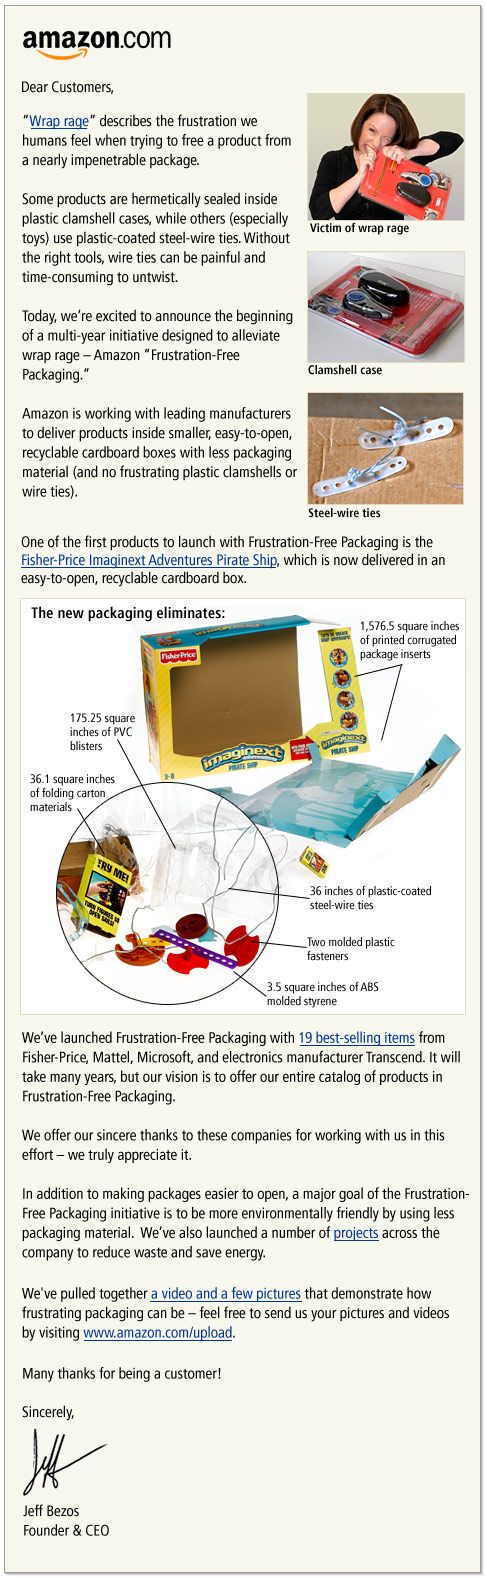 amazon.com
Dear Customers,
“Wrap rage” describes the frustration we
humans feel when trying to free a product from
a nearly impenetrable package.
Some products are hermetically sealed inside
plastic clamshell cases, while others (especially
toys) use plastic-coated steel-wire ties. Without
the right tools, wire ties can be painful and
time-consuming to untwist.
Today, we’re excited to announce the beginning
of a multi-year initiative designed to alleviate
wrap rage – Amazon “Frustration-Free
Packaging.”
Amazon is working with leading manufacturers
to deliver products inside smaller, easy-to-open,
recyclable cardboard boxes with less packaging
material (and no frustrating plastic clamshells or
wire ties).
Victim of wrap rage
Clamshell case
Steel-wire ties
One of the first products to launch with Frustration-Free Packaging is the
Fisher-Price Imaginext Adventures Pirate Ship, which is now delivered in an
easy-to-open, recyclable cardboard box.
The new packaging eliminates:
1,576.5 square inches
of printed corrugated
package inserts
Fisher-Price
imaginext
PIRATE SHIP
3-8
imaginext
PIRATE SHIP
175.25 square
inches of PVC
blisters
36.1 square inches
of folding carton
materials
TRY ME!
TURN FIGURES TO
OPEN JAILS!
36 inches of plastic-coated
steel-wire ties
Two molded plastic
fasteners
3.5 square inches of ABS
molded styrene
We’ve launched Frustration-Free Packaging with 19 best-selling items from
Fisher-Price, Mattel, Microsoft, and electronics manufacturer Transcend. It will
take many years, but our vision is to offer our entire catalog of products in
Frustration-Free Packaging.
We offer our sincere thanks to these companies for working with us in this
effort – we truly appreciate it.
In addition to making packages easier to open, a major goal of the Frustration-
Free Packaging initiative is to be more environmentally friendly by using less
packaging material. We’ve also launched a number of projects across the
company to reduce waste and save energy.
We've pulled together a video and a few pictures that demonstrate how
frustrating packaging can be – feel free to send us your pictures and videos
by visiting www.amazon.com/upload.
Many thanks for being a customer!
Sincerely,
Jeff
Jeff Bezos
Founder & CEO